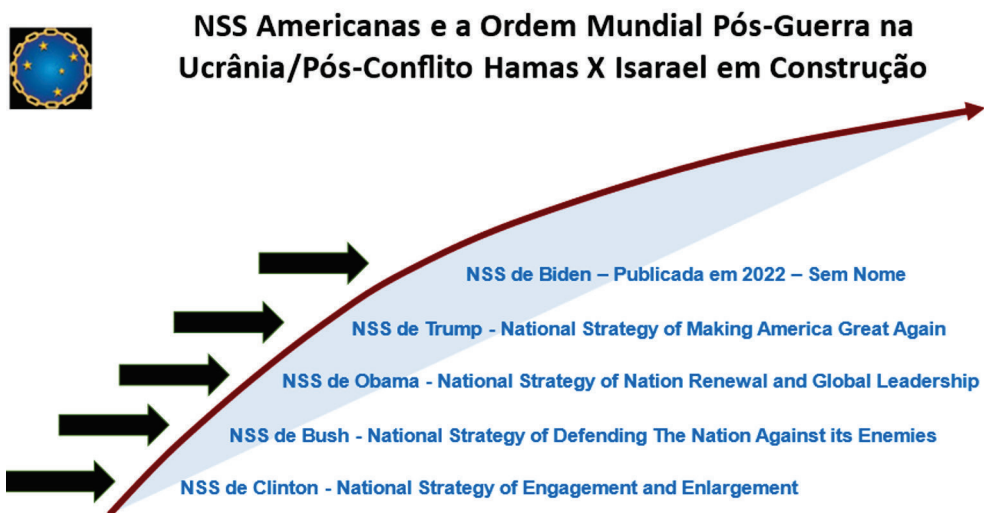 NSS Americanas e a Ordem Mundial Pós-Guerra na
Ucrânia/Pós-Conflito Hamas X Isarael em Construção
NSS de Biden – Publicada em 2022 – Sem Nome
NSS de Trump - National Strategy of Making America Great Again
NSS de Obama - National Strategy of Nation Renewal and Global Leadership
NSS de Bush - National Strategy of Defending The Nation Against its Enemies
NSS de Clinton - National Strategy of Engagement and Enlargement